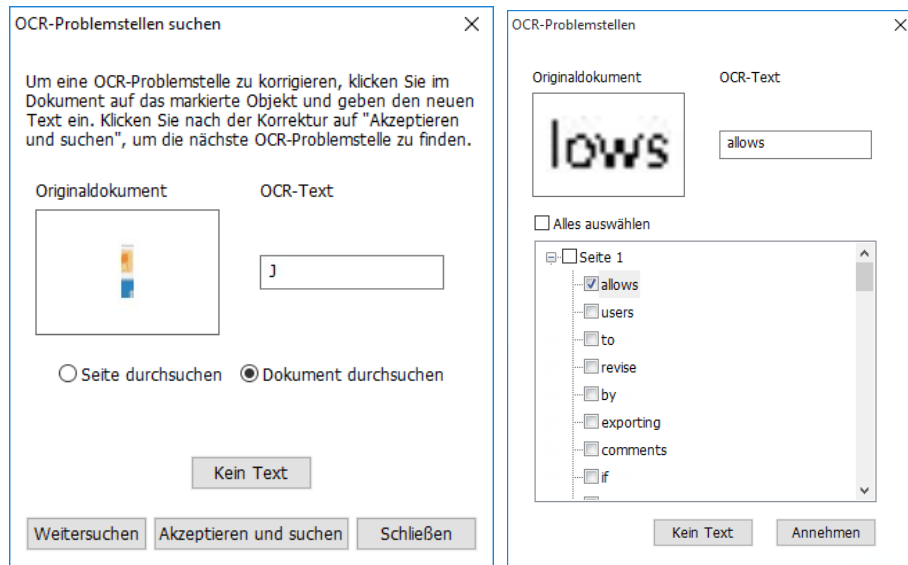 OCR-Problemstellen suchen
Um eine OCR-Problemstelle zu korrigieren, klicken Sie im
Dokument auf das markierte Objekt und geben den neuen
Text ein. Klicken Sie nach der Korrektur auf "Akzeptieren
und suchen", um die nächste OCR-Problemstelle zu finden.
Originaldokument OCR-Text
J
Seite durchsuchen Dokument durchsuchen
Kein Text
Weitersuchen Akzeptieren und suchen Schließen
OCR-Problemstellen
Originaldokument OCR-Text
lows
allows
Alles auswählen
Seite 1
allows
users
to
revise
by
exporting
comments
if
Kein Text Annehmen